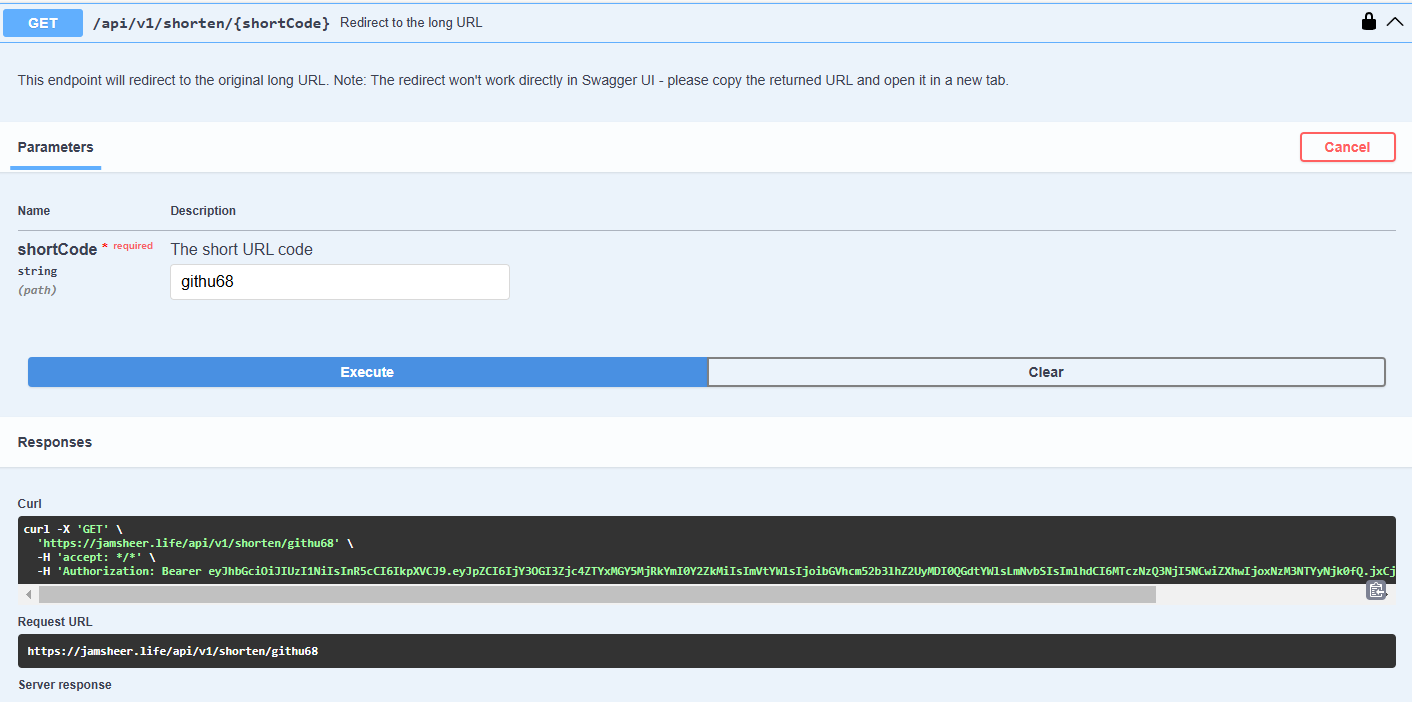 GET /api/v1/shorten/{shortCode} Redirect to the long URL
This endpoint will redirect to the original long URL. Note: The redirect won't work directly in Swagger UI - please copy the returned URL and open it in a new tab.
Parameters
Cancel
Name Description
shortCode * required The short URL code
string
(path)
githu68
Execute Clear
Responses
Curl
curl -X 'GET' \
'https://jamsheer.life/api/v1/shorten/githu68' \
-H 'accept: */*' \
-H 'Authorization: Bearer
Request URL
https://jamsheer.life/api/v1/shorten/githu68
Server response